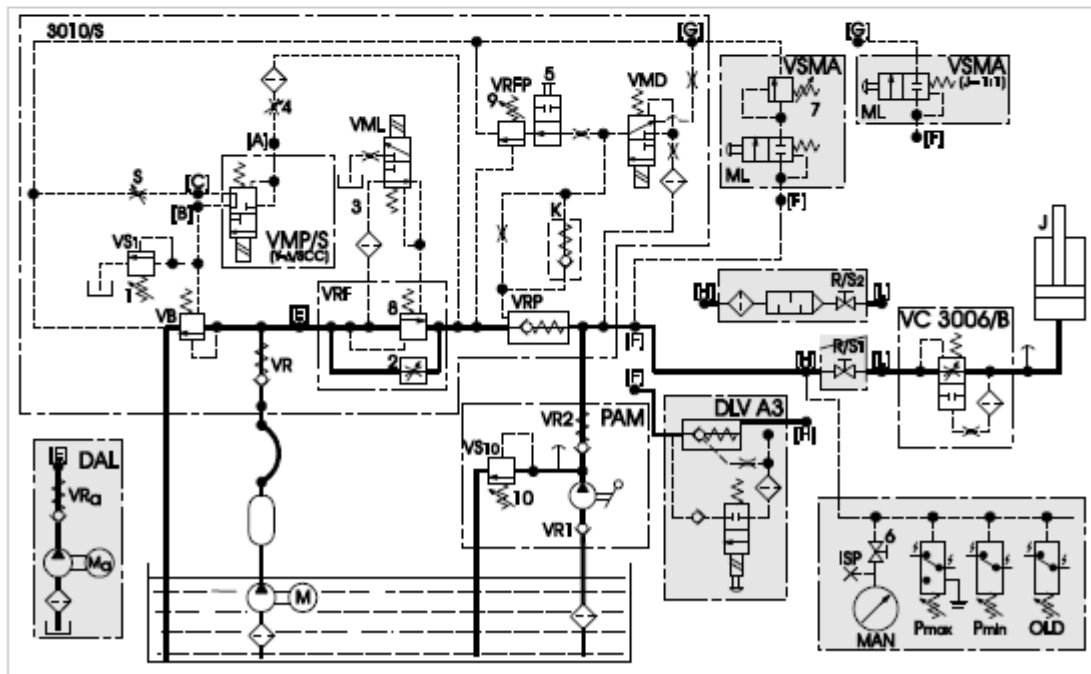 3010/S
[G]
[G]
VSMA
VSMA
(J-1:1)
VRFP
5
VMD
9
7
ML
ML
4
VML
[A]
[F]
S
[C]
[B]
3
K
[F]
VMP/S
VS1
1
J
VRF
8
VRP
[H]
R/S2
[L]
VB
[E]
2
[F]
VC 3006/B
VR
[H]
R/S1
[L]
[F]
PAM
DLV A3
VR2
[H]
VS10
10
[E]
DAL
VRa
VR1
Ma
M
6
ISP
MAN
Pmax
Pmin
OLD